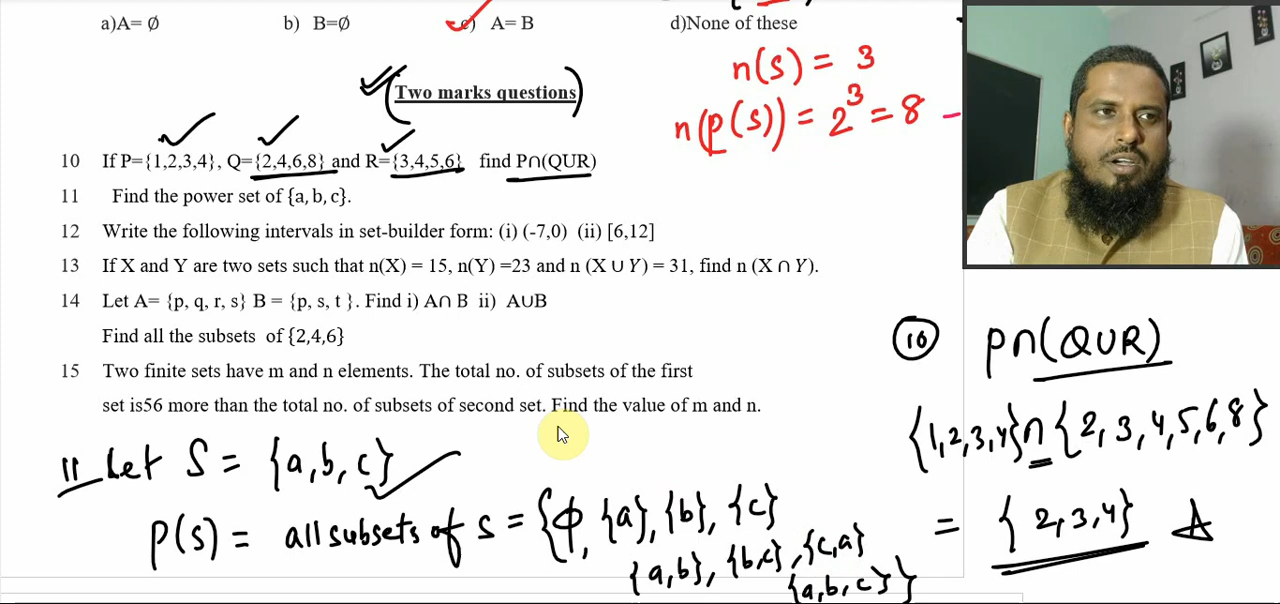 a)A= Ø b) B=Ø c) A= B d)None of these
n(s) = 3
Two marks questions
n(p(s)) = 2³ = 8 -
10 If P={1,2,3,4}, Q={2,4,6,8} and R={3,4,5,6} find P∩(QUR)
11 Find the power set of {a, b, c}.
12 Write the following intervals in set-builder form: (i) (-7,0) (ii) [6,12]
13 If X and Y are two sets such that n(X) = 15, n(Y) =23 and n (X ∪ Y) = 31, find n (X ∩ Y).
14 Let A= {p, q, r, s} B = {p, s, t }. Find i) A∩ B ii) A∪B
Find all the subsets of {2,4,6}
15 Two finite sets have m and n elements. The total no. of subsets of the first
set is56 more than the total no. of subsets of second set. Find the value of m and n.
10 P∩(QUR)
{1,2,3,4} ∩ {2,3,4,5,6,8}
= {2,3,4}
11 Let S = {a, b, c}
P(s) = all subsets of s = {ϕ, {a}, {b}, {c}
{a,b}, {b,c}, {c,a}
{a,b,c}}